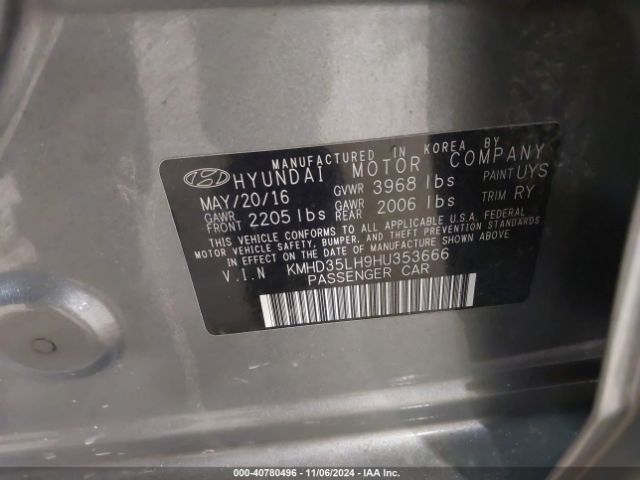 MANUFACTURED IN KOREA BY
HYUNDAI MOTOR COMPANY
MAY/20/16 GVWR 3968 lbs PAINT UYS
GAWR FRONT 2205 lbs GAWR REAR 2006 lbs TRIM RY
THIS VEHICLE CONFORMS TO ALL APPLICABLE U.S.A. FEDERAL
MOTOR VEHICLE SAFETY, BUMPER, AND THEFT PREVENTION STANDARDS
IN EFFECT ON THE DATE OF MANUFACTURE SHOWN ABOVE.
V.I.N KMHD35LH9HU353666
PASSENGER CAR
000-40780496 - 11/06/2024 - IAA Inc.